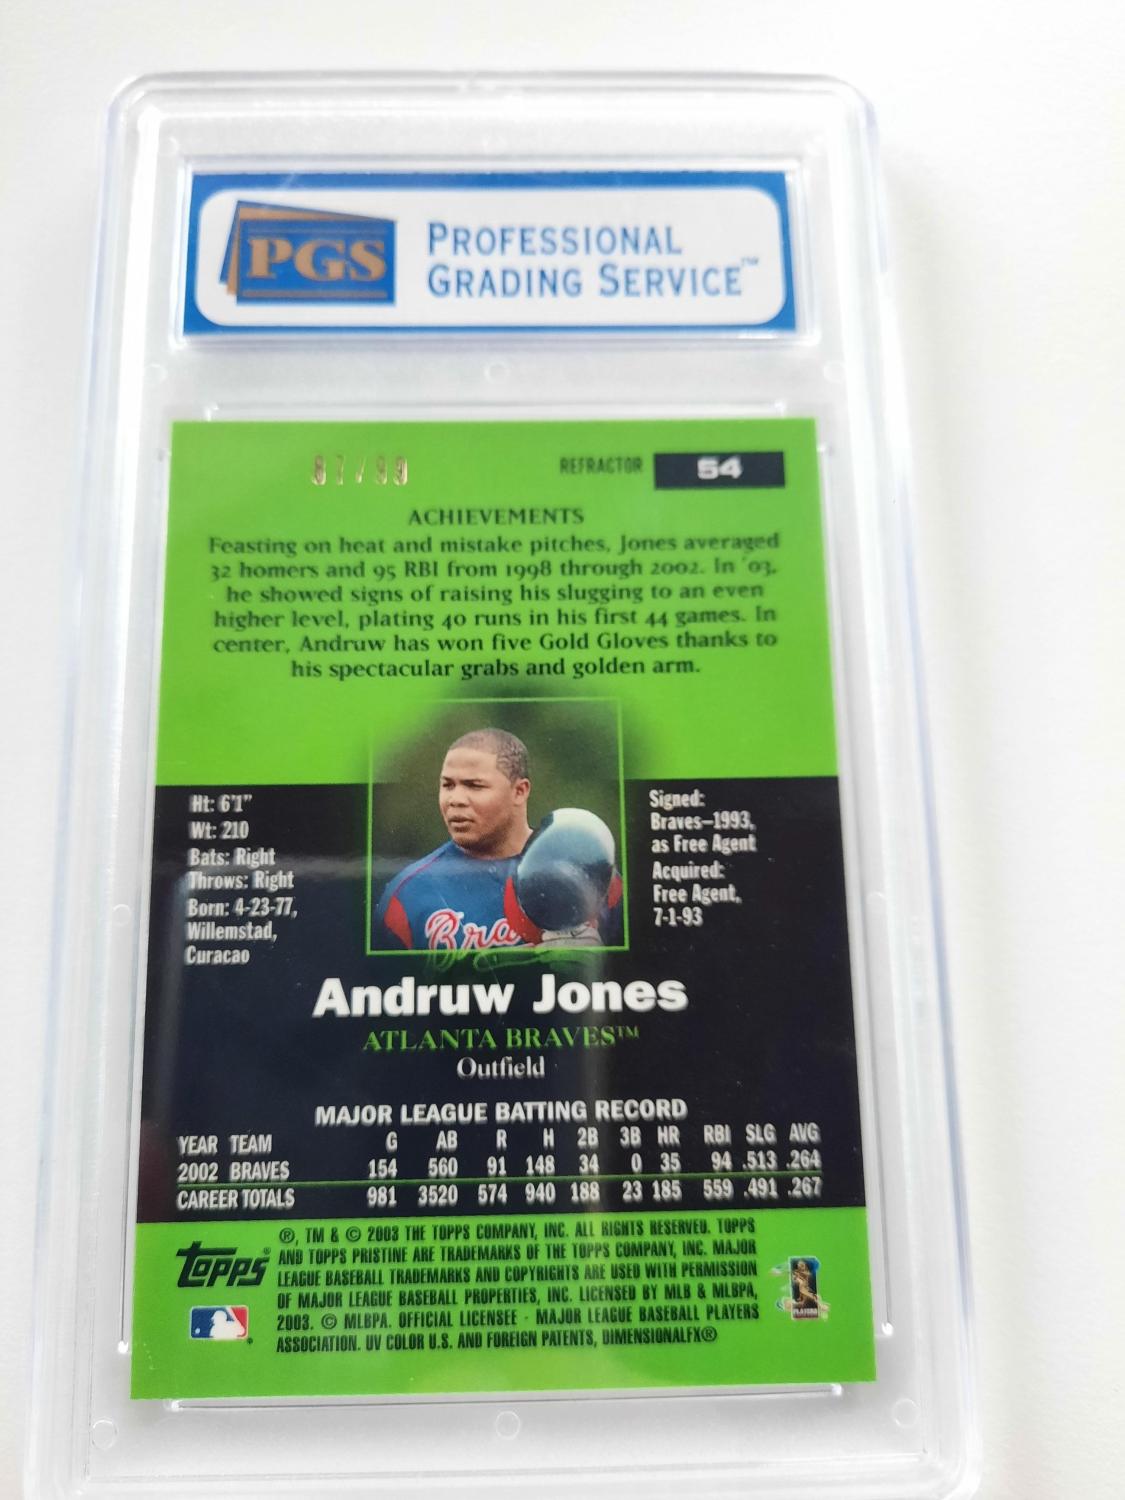 PGS
PROFESSIONAL
GRADING SERVICE™
REFRACTOR 54
ACHIEVEMENTS
Feasting on heat and mistake pitches, Jones averaged
32 homers and 95 RBI from 1998 through 2002. In '03,
he showed signs of raising his slugging to an even
higher level, plating 40 runs in his first 44 games. In
center, Andruw has won five Gold Gloves thanks to
his spectacular grabs and golden arm.
Ht: 6'1"
Wt: 210
Bats: Right
Throws: Right
Born: 4-23-77,
Willemstad,
Curacao
Signed:
Braves–1993,
as Free Agent
Acquired:
Free Agent,
7-1-93
Bra
Andruw Jones
ATLANTA BRAVES™
Outfield
MAJOR LEAGUE BATTING RECORD
YEAR TEAM G AB R H 2B 3B HR RBI SLG AVG
2002 BRAVES 154 560 91 148 34 0 35 94 .513 .264
CAREER TOTALS 981 3520 574 940 188 23 185 559 .491 .267
®, TM & © 2003 THE TOPPS COMPANY, INC. ALL RIGHTS RESERVED. TOPPS
AND TOPPS PRISTINE ARE TRADEMARKS OF THE TOPPS COMPANY, INC. MAJOR
LEAGUE BASEBALL TRADEMARKS AND COPYRIGHTS ARE USED WITH PERMISSION
OF MAJOR LEAGUE BASEBALL PROPERTIES, INC. LICENSED BY MLB & MLBPA,
2003. © MLBPA. OFFICIAL LICENSEE - MAJOR LEAGUE BASEBALL PLAYERS
ASSOCIATION. UV COLOR U.S. AND FOREIGN PATENTS, DIMENSIONALFX®
Topps®
PLAYERS